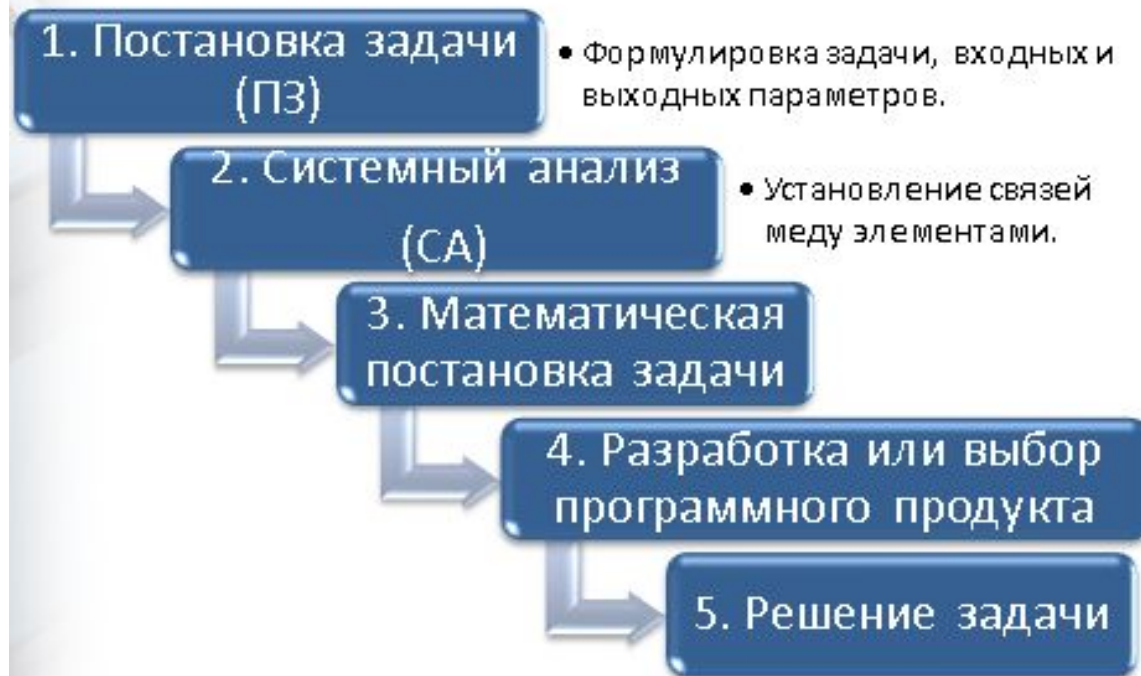 1. Постановка задачи
(ПЗ)
• Формулировка задачи, входных и
выходных параметров.
2. Системный анализ
(СА)
• Установление связей
меду элементами.
3. Математическая
постановка задачи
4. Разработка или выбор
программного продукта
5. Решение задачи